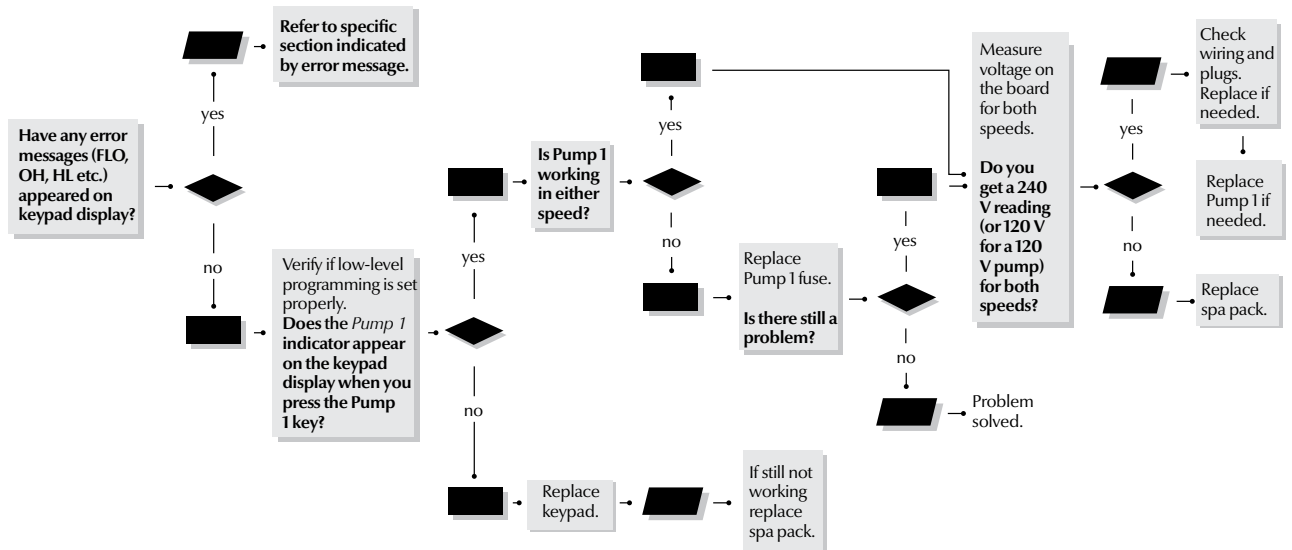 Have any error
messages (FLO,
OH, HL etc.)
appeared on
keypad display?
yes
Refer to specific
section indicated
by error message.
no
Verify if low-level
programming is set
properly.
Does the Pump 1
indicator appear
on the keypad
display when you
press the Pump
1 key?
yes
Is Pump 1
working
in either
speed?
yes
no
Replace
Pump 1 fuse.
Is there still a
problem?
yes
no
Problem
solved.
Measure
voltage on
the board
for both
speeds.
Do you
get a 240
V reading
(or 120 V
for a 120
V pump)
for both
speeds?
yes
Check
wiring and
plugs.
Replace if
needed.
Replace
Pump 1 if
needed.
no
Replace
spa pack.
no
Replace
keypad.
If still not
working
replace
spa pack.